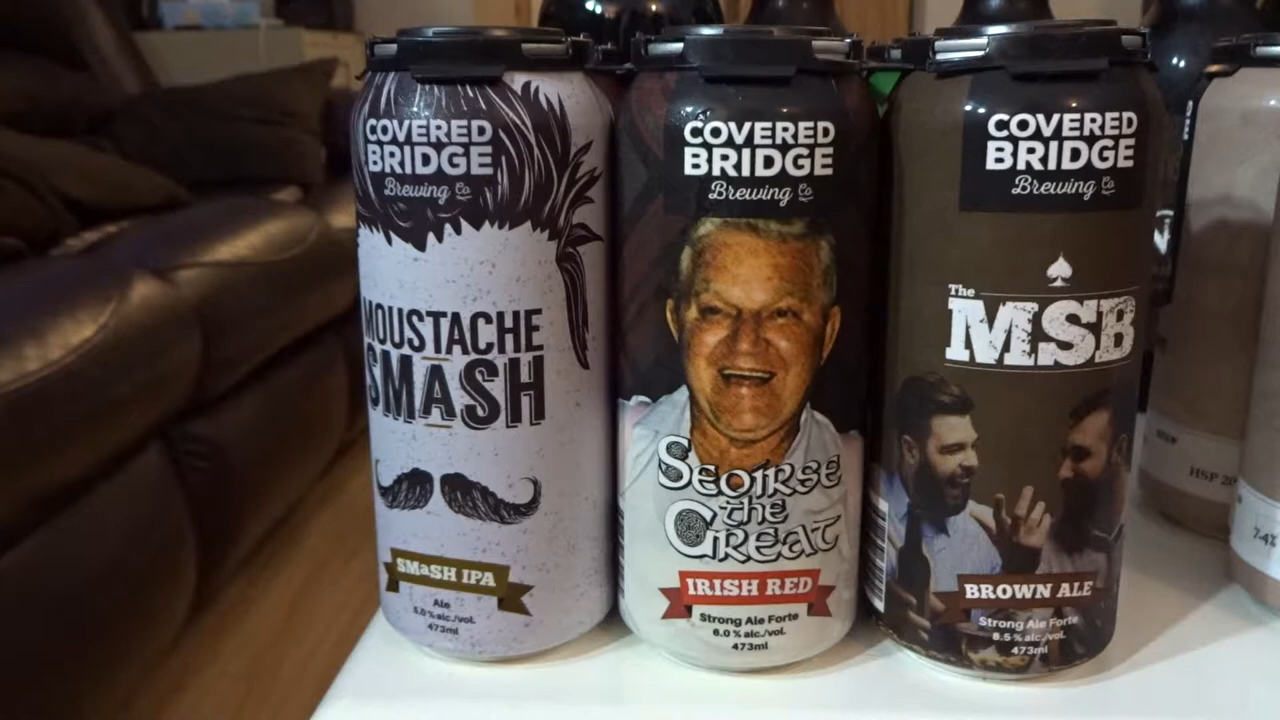 COVERED
BRIDGE
Brewing Co
MOUSTACHE
SMASH
SMaSH IPA
Ale
5.0 % alc./vol.
473ml
COVERED
BRIDGE
Brewing Co
SEOIRSE
the
GREAT
IRISH RED
Strong Ale Forte
6.0 % alc./vol.
473ml
COVERED
BRIDGE
Brewing Co
The
MSB
BROWN ALE
Strong Ale Forte
8.5 % alc./vol.
473ml
7.4%